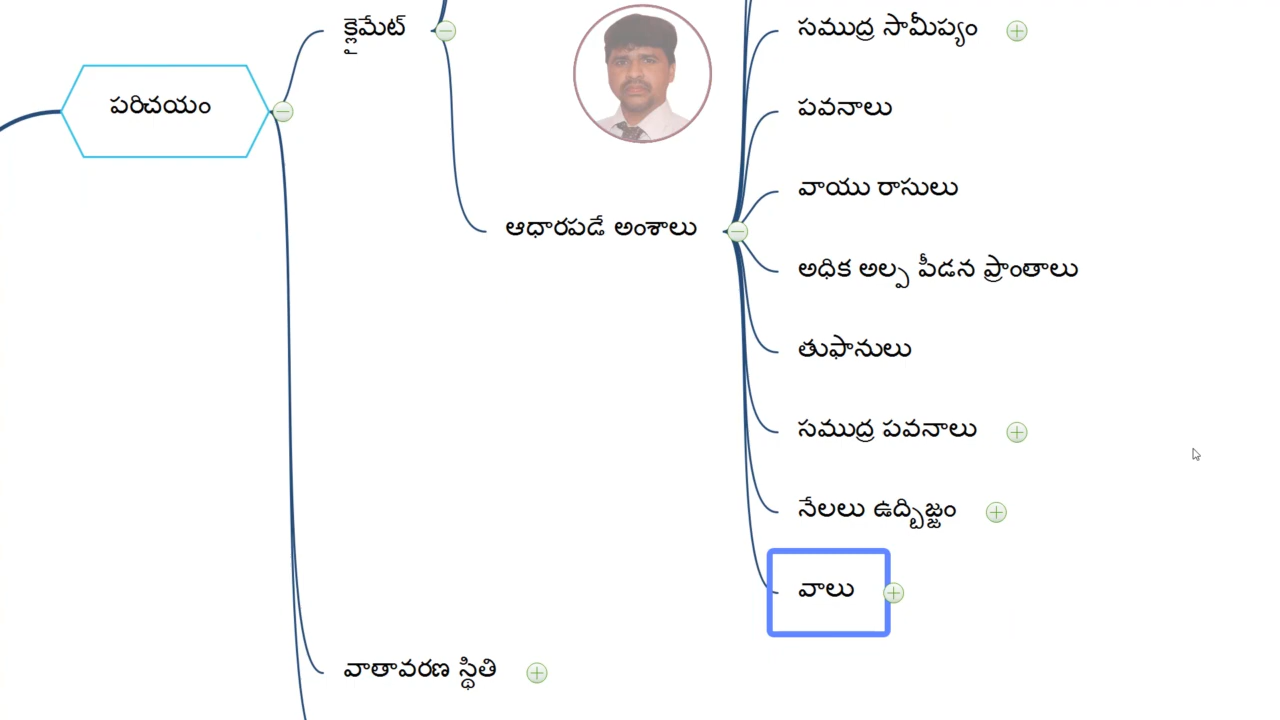 పరిచయం
క్లైమేట్
ఆధారపడే అంశాలు
సముద్ర సామీప్యం
పవనాలు
వాయు రాసులు
అధిక అల్ప పీడన ప్రాంతాలు
తుఫానులు
సముద్ర పవనాలు
నేలలు ఉద్బిజ్జం
వాలు
వాతావరణ స్థితి